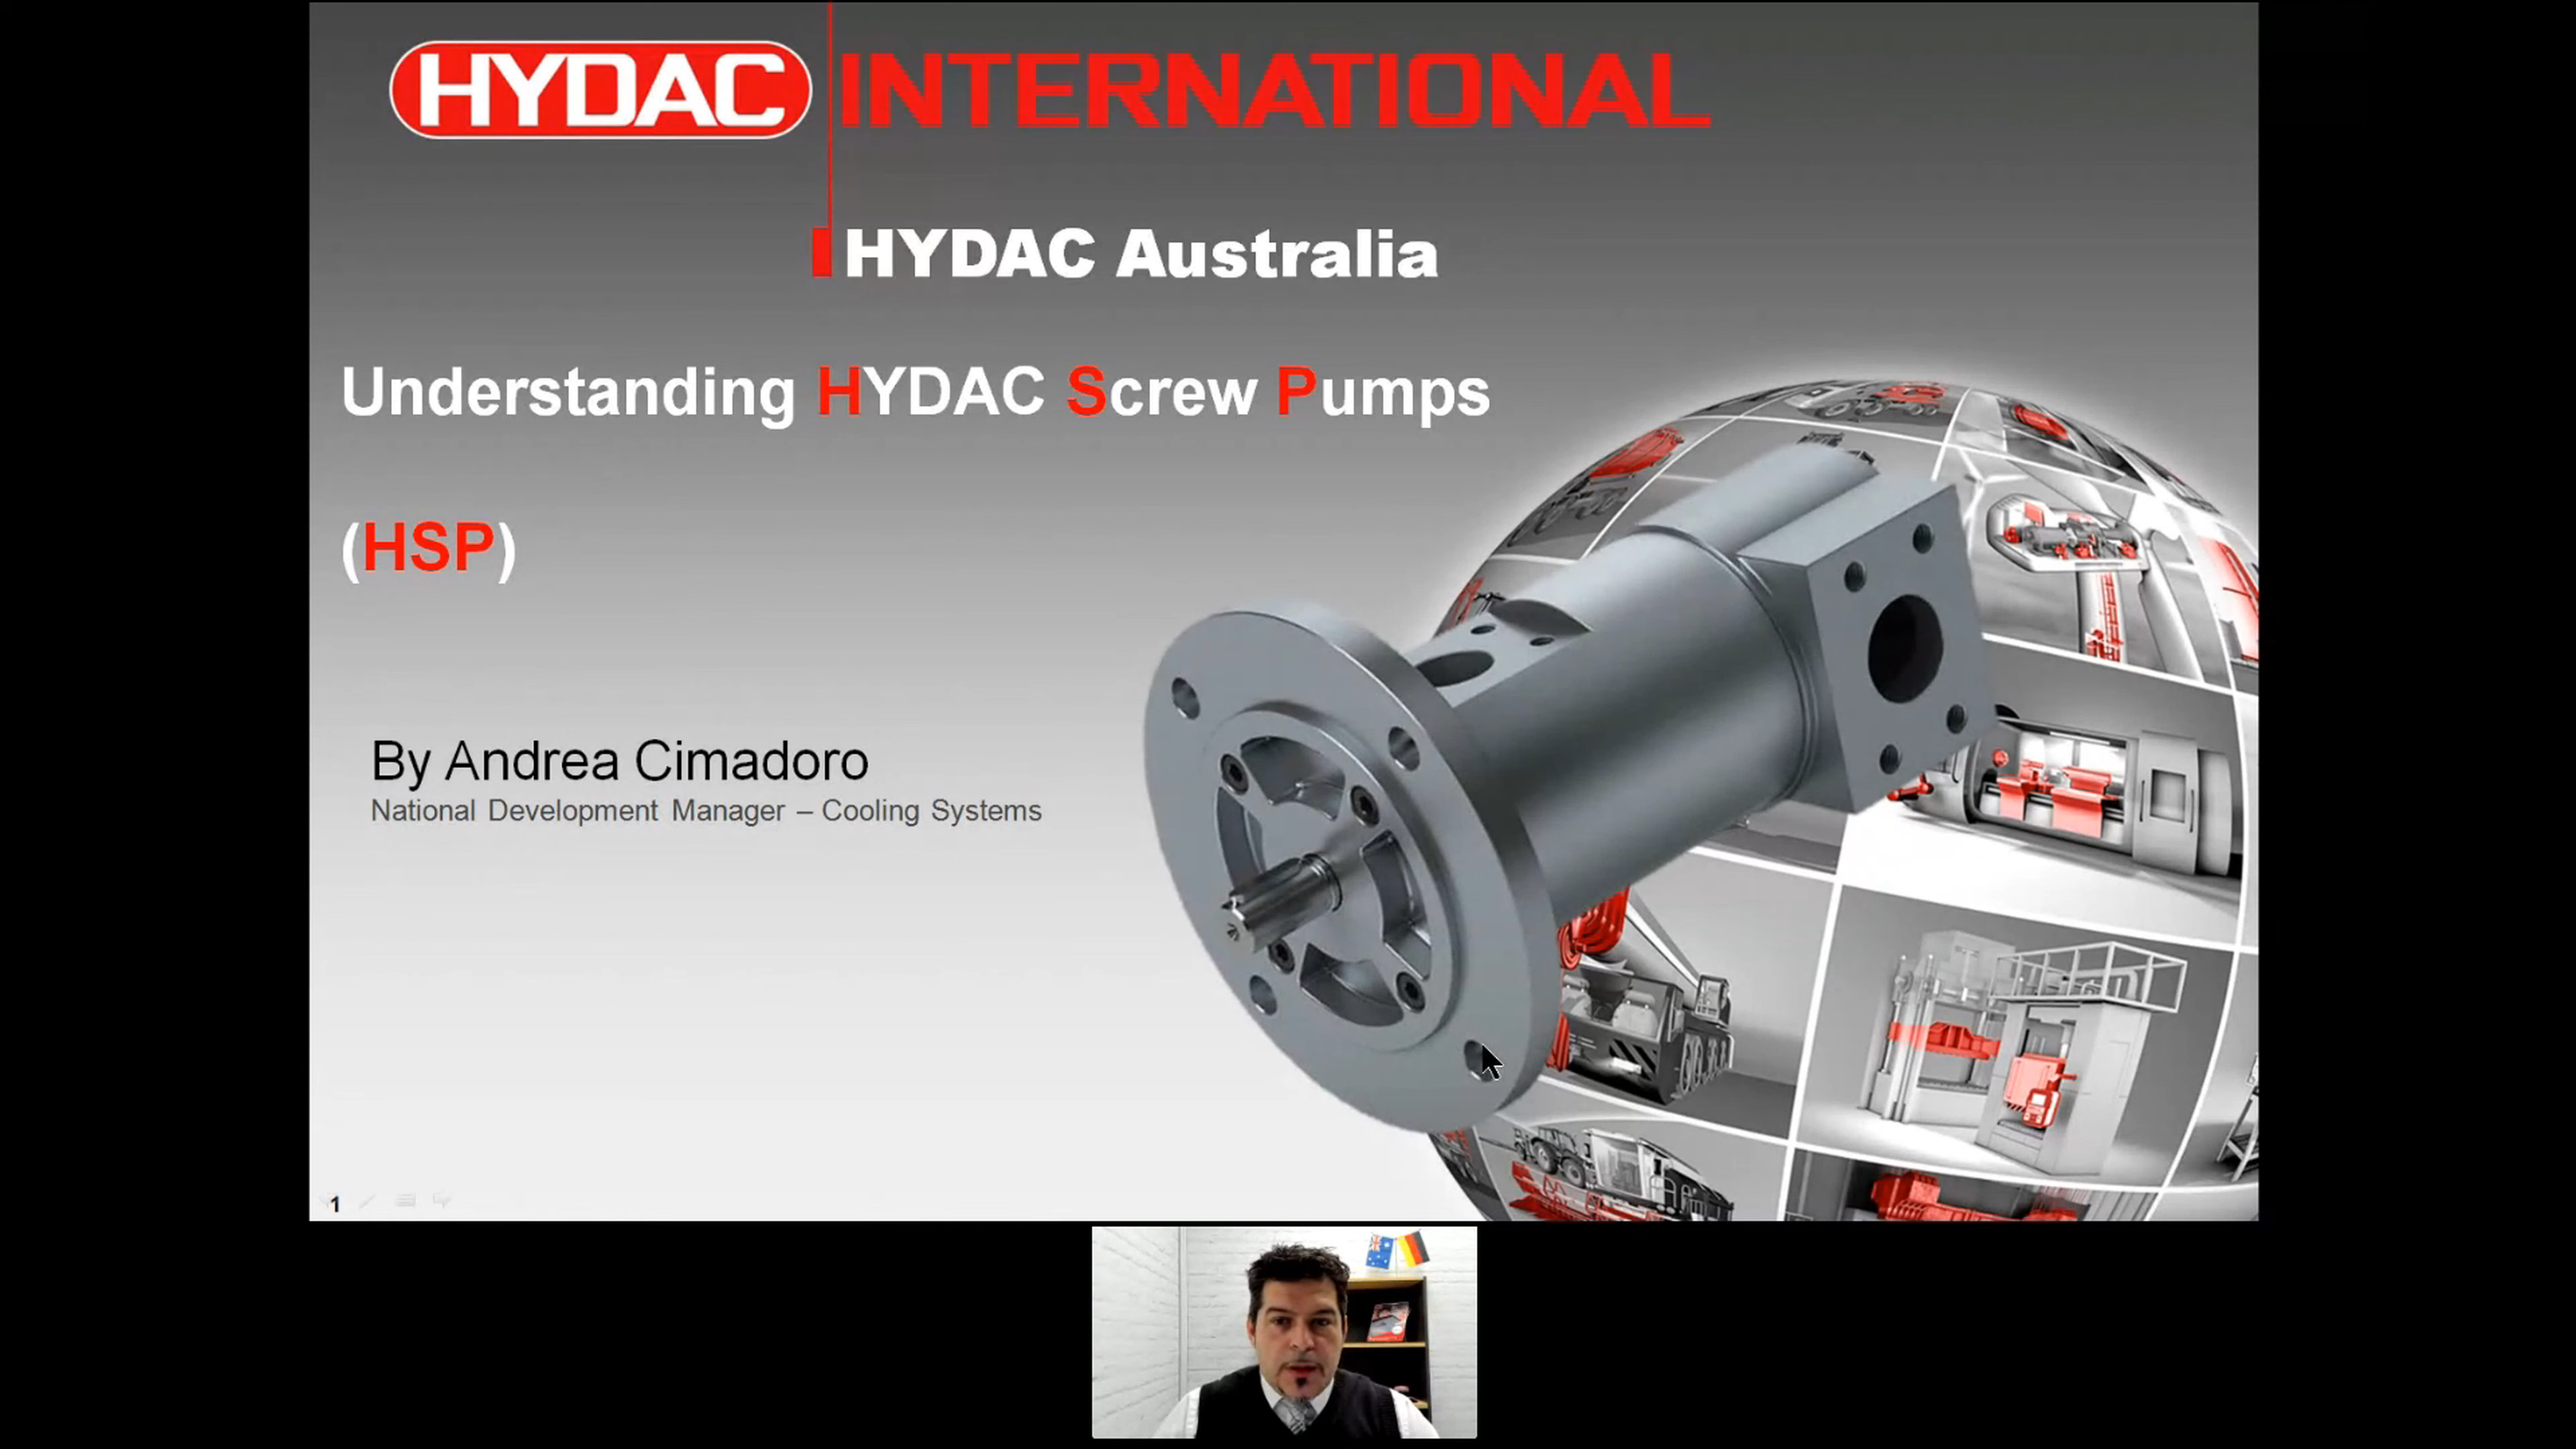 HYDAC INTERNATIONAL
HYDAC Australia
Understanding HYDAC Screw Pumps
(HSP)
By Andrea Cimadoro
National Development Manager – Cooling Systems
1